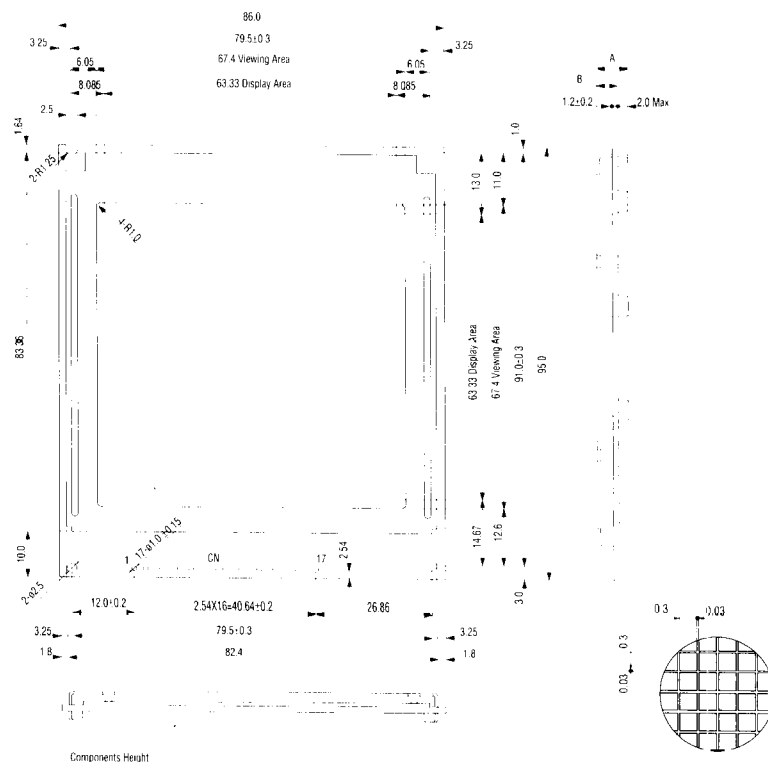 86.0
3.25
79.5±0.3
3.25
67.4 Viewing Area
6.05
6.05
63.33 Display Area
8.085
8.085
2.5
A
B
1.2±0.2
2.0 Max
1.64
1.0
2-R1.25
13.0
11.0
4-R1.0
83.36
63.33 Display Area
67.4 Viewing Area
91.0±0.3
95.0
10.0
17-ø1.0±0.15
1
CN
17
2.54
14.67
12.6
2-ø2.5
3.0
12.0±0.2
2.54X16=40.64±0.2
26.86
3.25
79.5±0.3
3.25
1.8
82.4
1.8
0.3
0.03
0.3
0.03
Components Height